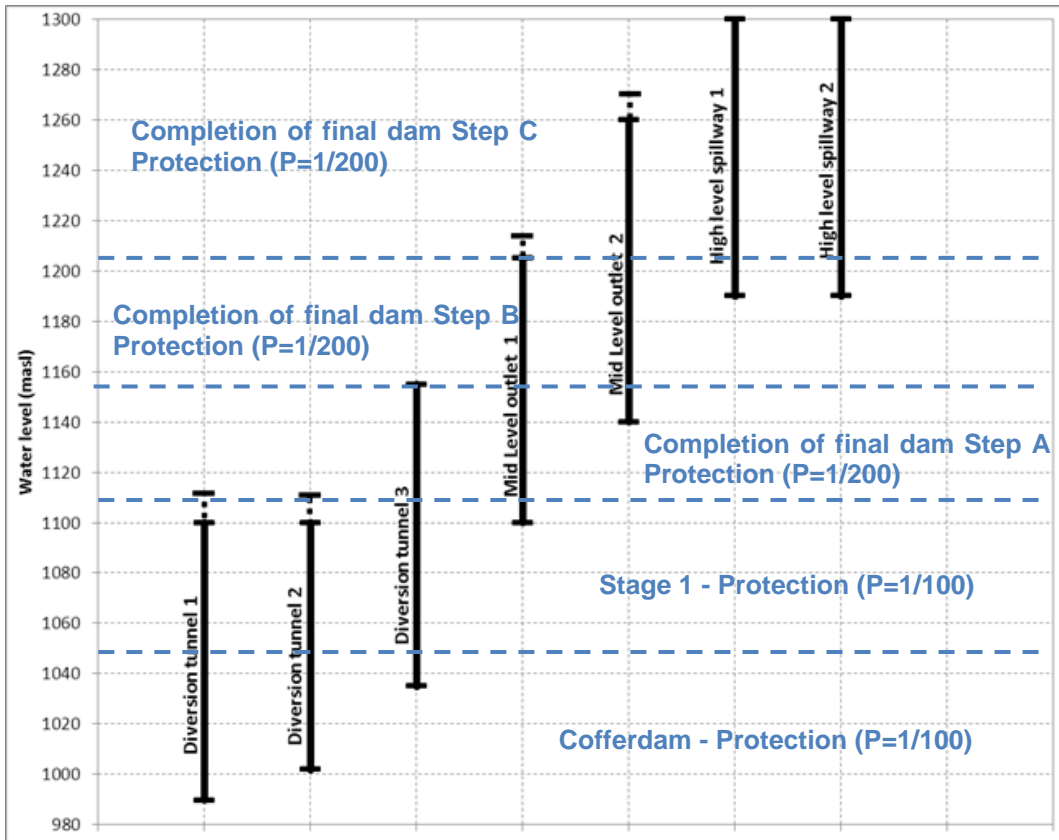 1300
1280
1260
1240
1220
1200
1180
1160
1140
1120
1100
1080
1060
1040
1020
1000
980
Water level (masl)
Completion of final dam Step C
Protection (P=1/200)
Completion of final dam Step B
Protection (P=1/200)
Completion of final dam Step A
Protection (P=1/200)
Stage 1 - Protection (P=1/100)
Cofferdam - Protection (P=1/100)
Diversion tunnel 1
Diversion tunnel 2
Diversion tunnel 3
Mid Level outlet 1
Mid Level outlet 2
High level spillway 1
High level spillway 2